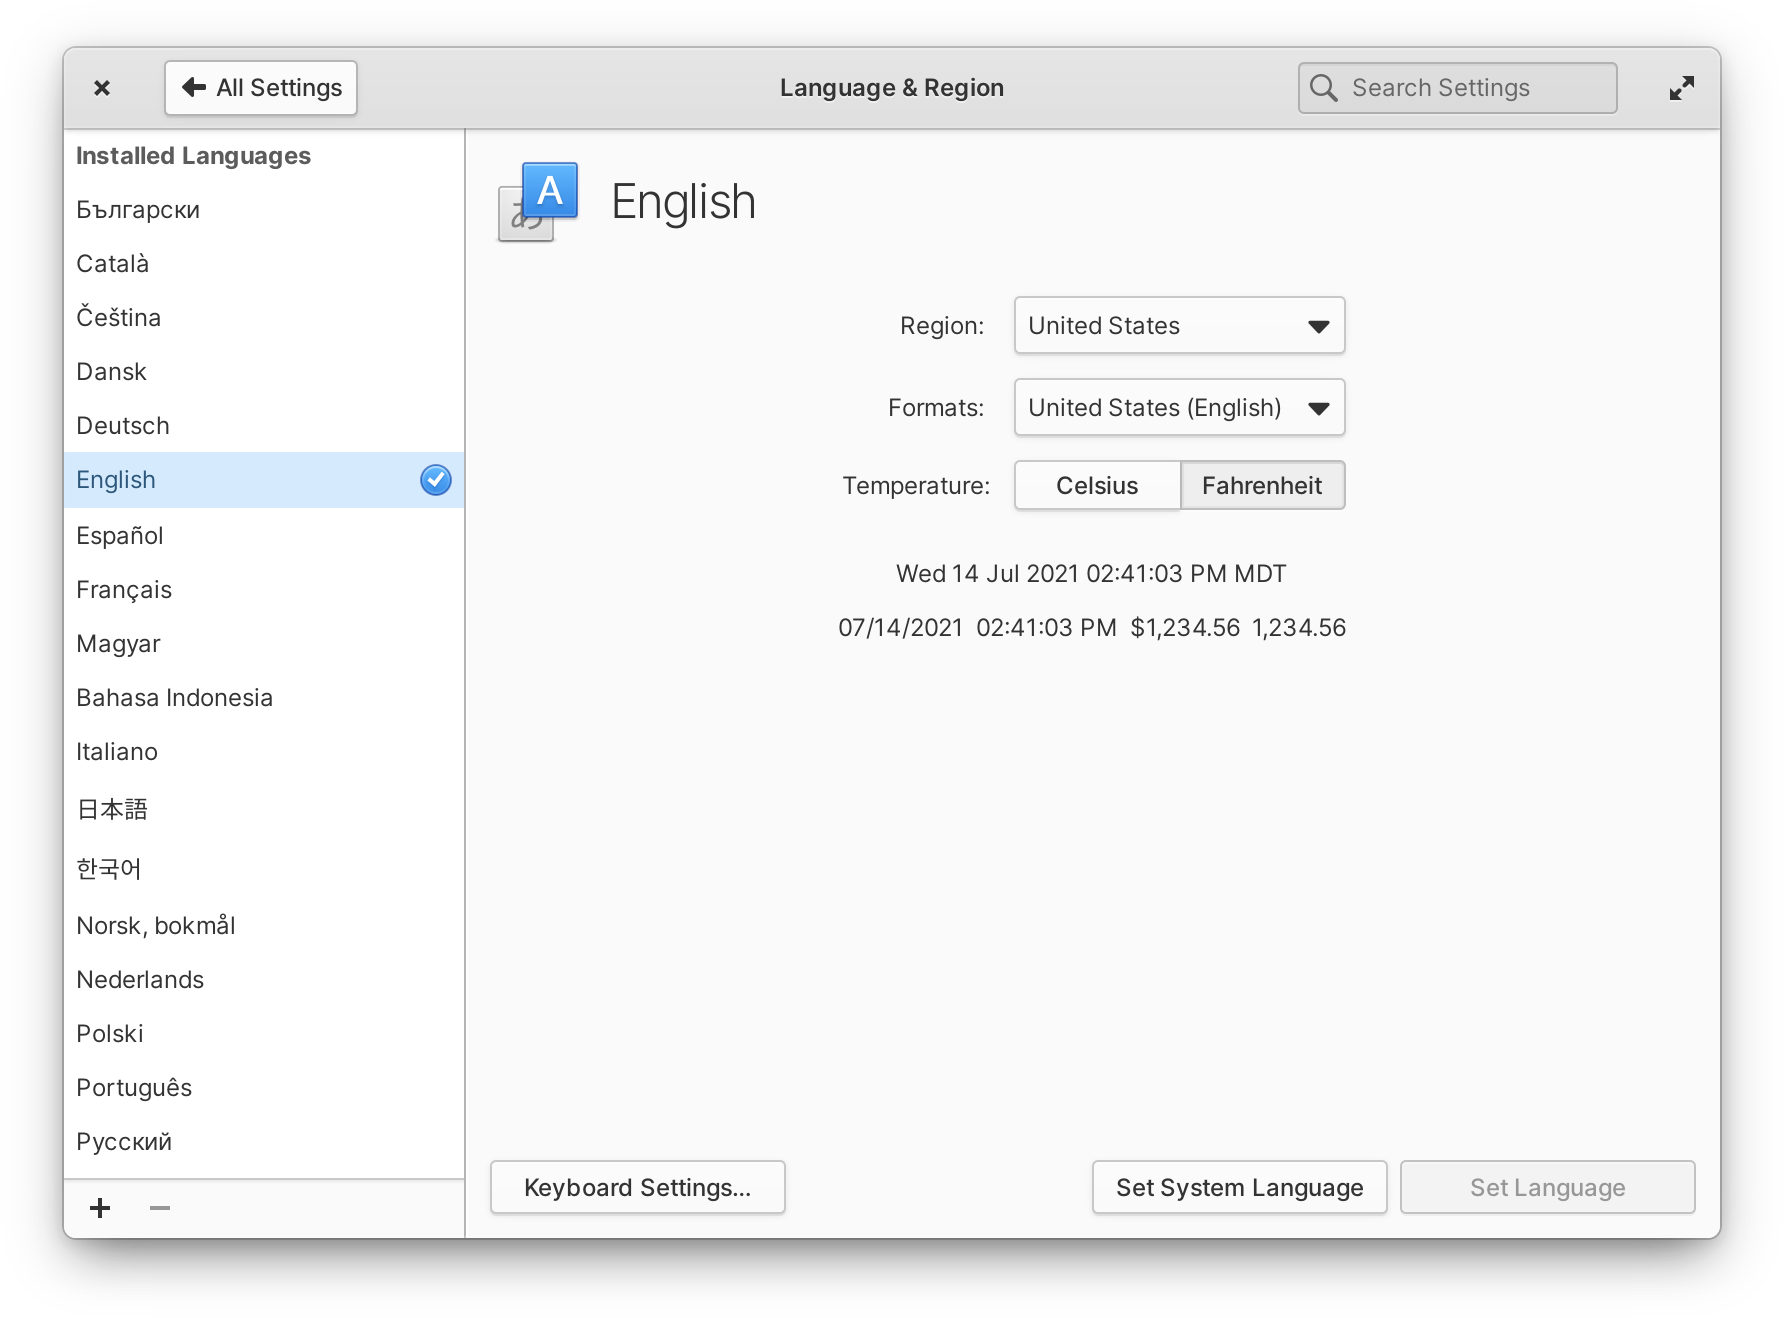 All Settings
Language & Region
Search Settings
Installed Languages
Български
Català
Čeština
Dansk
Deutsch
English
Español
Français
Magyar
Bahasa Indonesia
Italiano
日本語
한국어
Norsk, bokmål
Nederlands
Polski
Português
Русский
あ A
English
Region: United States
Formats: United States (English)
Temperature: Celsius Fahrenheit
Wed 14 Jul 2021 02:41:03 PM MDT
07/14/2021 02:41:03 PM $1,234.56 1,234.56
Keyboard Settings...
Set System Language
Set Language